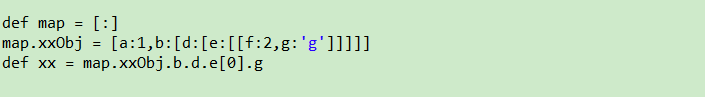 def map = [:]
map.xxObj = [a:1,b:[d:[e:[[f:2,g:'g']]]]]
def xx = map.xxObj.b.d.e[0].g